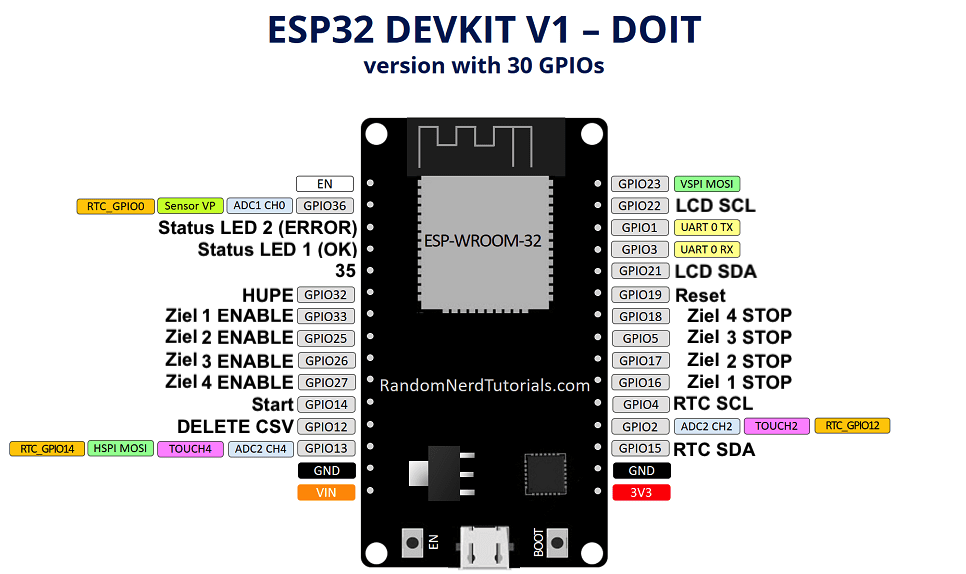 ESP32 DEVKIT V1 – DOIT
version with 30 GPIOs
EN
RTC_GPIO0 Sensor VP ADC1 CH0 GPIO36
Status LED 2 (ERROR)
Status LED 1 (OK)
35
HUPE GPIO32
Ziel 1 ENABLE GPIO33
Ziel 2 ENABLE GPIO25
Ziel 3 ENABLE GPIO26
Ziel 4 ENABLE GPIO27
Start GPIO14
DELETE CSV GPIO12
RTC_GPIO14 HSPI MOSI TOUCH4 ADC2 CH4 GPIO13
GND
VIN
ESP-WROOM-32
RandomNerdTutorials.com
EN
BOOT
GPIO23 VSPI MOSI
GPIO22 LCD SCL
GPIO1 UART 0 TX
GPIO3 UART 0 RX
GPIO21 LCD SDA
GPIO19 Reset
GPIO18 Ziel 4 STOP
GPIO5 Ziel 3 STOP
GPIO17 Ziel 2 STOP
GPIO16 Ziel 1 STOP
GPIO4 RTC SCL
GPIO2 ADC2 CH2 TOUCH2 RTC_GPIO12
GPIO15 RTC SDA
GND
3V3